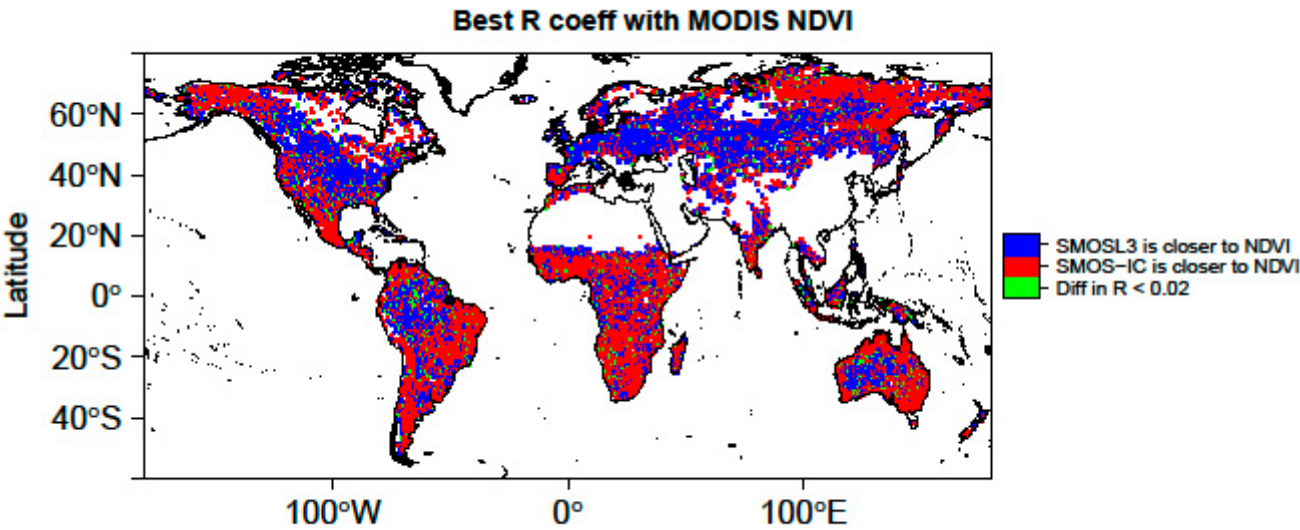 Best R coeff with MODIS NDVI
60°N
40°N
20°N
0°
20°S
40°S
Latitude
100°W
0°
100°E
SMOSL3 is closer to NDVI
SMOS-IC is closer to NDVI
Diff in R < 0.02